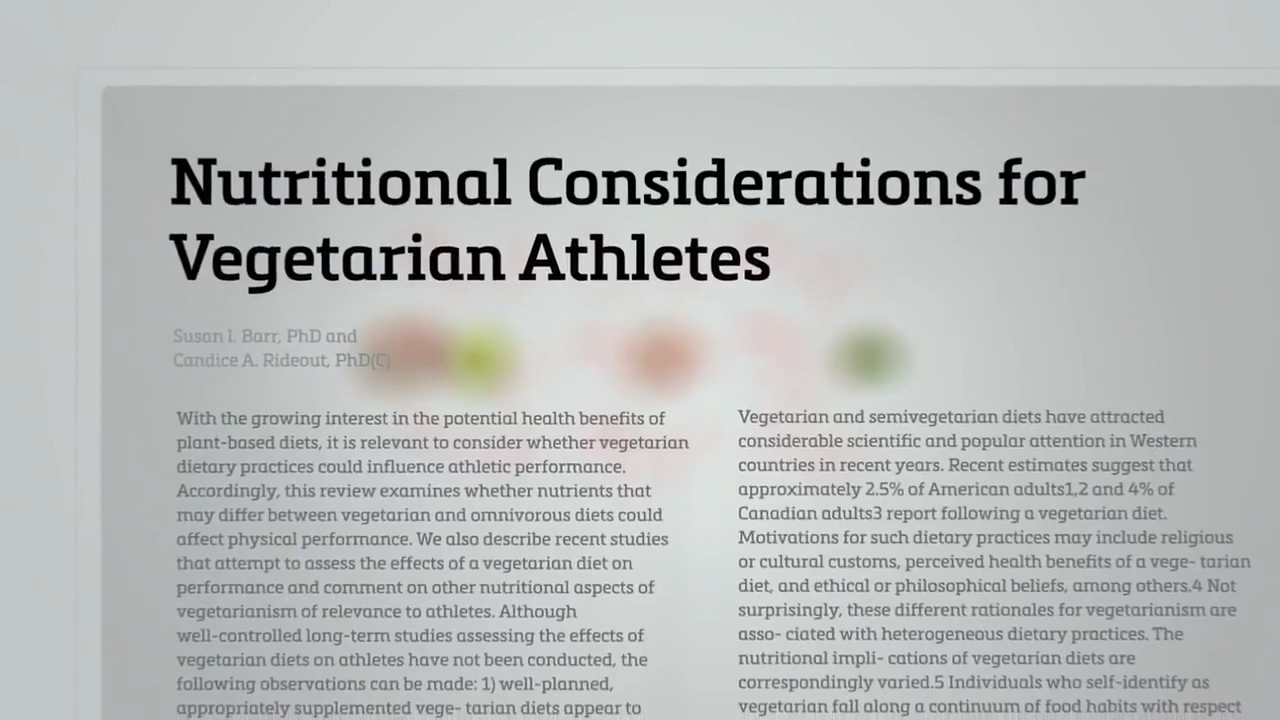 Nutritional Considerations for
Vegetarian Athletes
Susan I. Barr, PhD and
Candice A. Rideout, PhD(C)
With the growing interest in the potential health benefits of
plant-based diets, it is relevant to consider whether vegetarian
dietary practices could influence athletic performance.
Accordingly, this review examines whether nutrients that
may differ between vegetarian and omnivorous diets could
affect physical performance. We also describe recent studies
that attempt to assess the effects of a vegetarian diet on
performance and comment on other nutritional aspects of
vegetarianism of relevance to athletes. Although
well-controlled long-term studies assessing the effects of
vegetarian diets on athletes have not been conducted, the
following observations can be made: 1) well-planned,
appropriately supplemented vege- tarian diets appear to
Vegetarian and semivegetarian diets have attracted
considerable scientific and popular attention in Western
countries in recent years. Recent estimates suggest that
approximately 2.5% of American adults1,2 and 4% of
Canadian adults3 report following a vegetarian diet.
Motivations for such dietary practices may include religious
or cultural customs, perceived health benefits of a vege- tarian
diet, and ethical or philosophical beliefs, among others.4 Not
surprisingly, these different rationales for vegetarianism are
asso- ciated with heterogeneous dietary practices. The
nutritional impli- cations of vegetarian diets are
correspondingly varied.5 Individuals who self-identify as
vegetarian fall along a continuum of food habits with respect